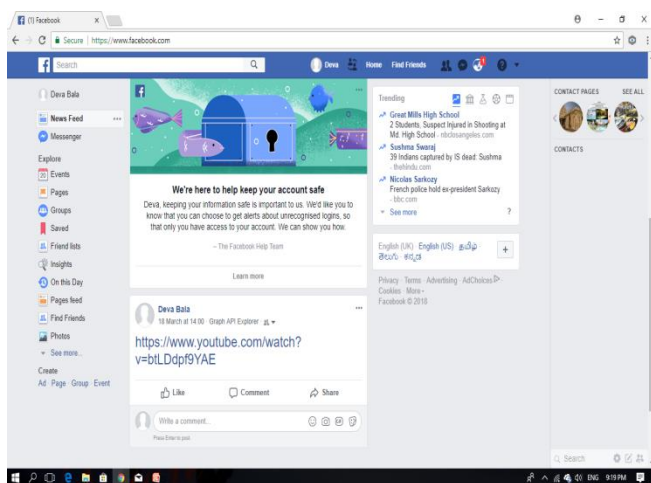 (1) Facebook
Secure | https://www.facebook.com
Search
Deva
Home
Find Friends
Deva Bala
News Feed
Messenger
Explore
Events
Pages
Groups
Saved
Friend lists
Insights
On this Day
Pages feed
Find Friends
Photos
See more...
Create
Ad Page Group Event
We're here to help keep your account safe
Deva, keeping your information safe is important to us. We'd like you to
know that you can choose to get alerts about unrecognised logins, so
that only you have access to your account. We can show you how.
– The Facebook Help Team
Learn more
Deva Bala
18 March at 14:00 · Graph API Explorer ·
https://www.youtube.com/watch?
v=btLDdpf9YAE
Like
Comment
Share
Write a comment...
Press Enter to post.
Trending
Great Mills High School
2 Students, Suspect Injured in Shooting at
Md. High School - nbclosangeles.com
Sushma Swaraj
39 Indians captured by IS dead: Sushma
- thehindu.com
Nicolas Sarkozy
French police hold ex-president Sarkozy
- bbc.com
See more
?
English (UK) · English (US) · தமிழ் ·
తెలుగు · ಕನ್ನಡ
+
Privacy · Terms · Advertising · AdChoices
Cookies · More
Facebook © 2018
CONTACT PAGES
SEE ALL
CONTACTS
Search
ENG 9:19 PM